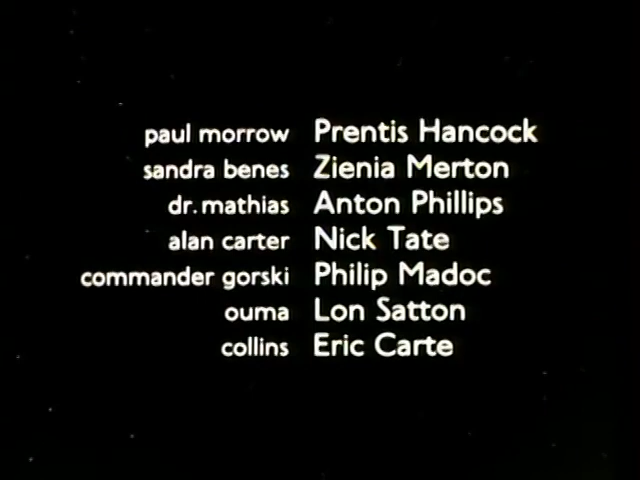 paul morrow Prentis Hancock
sandra benes Zienia Merton
dr. mathias Anton Phillips
alan carter Nick Tate
commander gorski Philip Madoc
ouma Lon Satton
collins Eric Carte